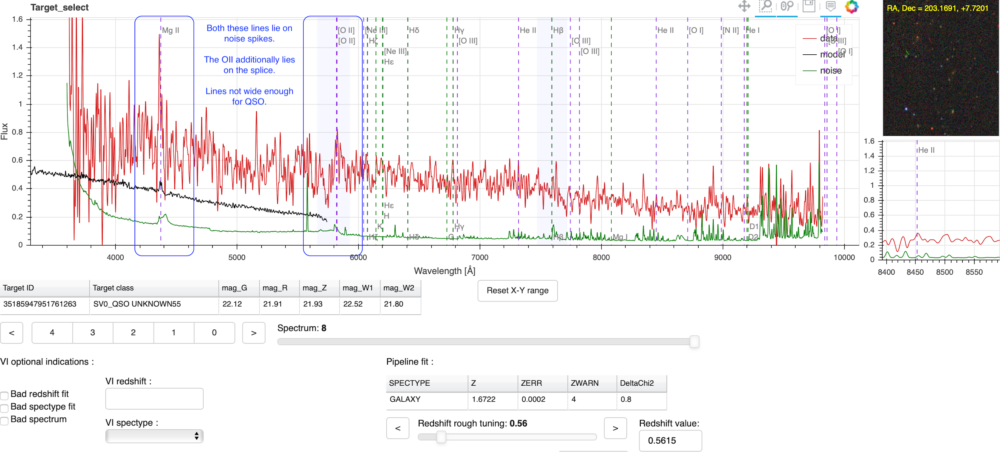 Target_select
RA, Dec = 203.1691, +7.7201
1.6
1.4
1.2
1
0.8
0.6
0.4
0.2
0
Flux
Mg II
Both these lines lie on
noise spikes.
The OII additionally lies
on the splice.
Lines not wide enough
for QSO.
[O II]
[O II]
Hζ
[Ne III]
Hε
Hδ
Hγ
[O III]
He II
Hβ
[O III]
[O III]
He II
[O I]
[N II]
He I
[O I]
[S III]
[O I]
data
model
noise
Hε
H
K
Hζ
Hδ
G
Hγ
Hβ
Mg I
D1
D2
4000
5000
6000
7000
8000
9000
10000
Wavelength [Å]
1.6
1.4
1.2
1
0.8
0.6
0.4
0.2
0
He II
8400
8450
8500
8550
Target ID Target class mag_G mag_R mag_Z mag_W1 mag_W2
35185947951761263 SV0_QSO UNKNOWN55 22.12 21.91 21.93 22.52 21.80
Reset X-Y range
< 4 3 2 1 0 >
Spectrum: 8
VI optional indications :
Bad redshift fit
Bad spectype fit
Bad spectrum
VI redshift :
VI spectype :
Pipeline fit :
SPECTYPE Z ZERR ZWARN DeltaChi2
GALAXY 1.6722 0.0002 4 0.8
<
Redshift rough tuning: 0.56
>
Redshift value:
0.5615